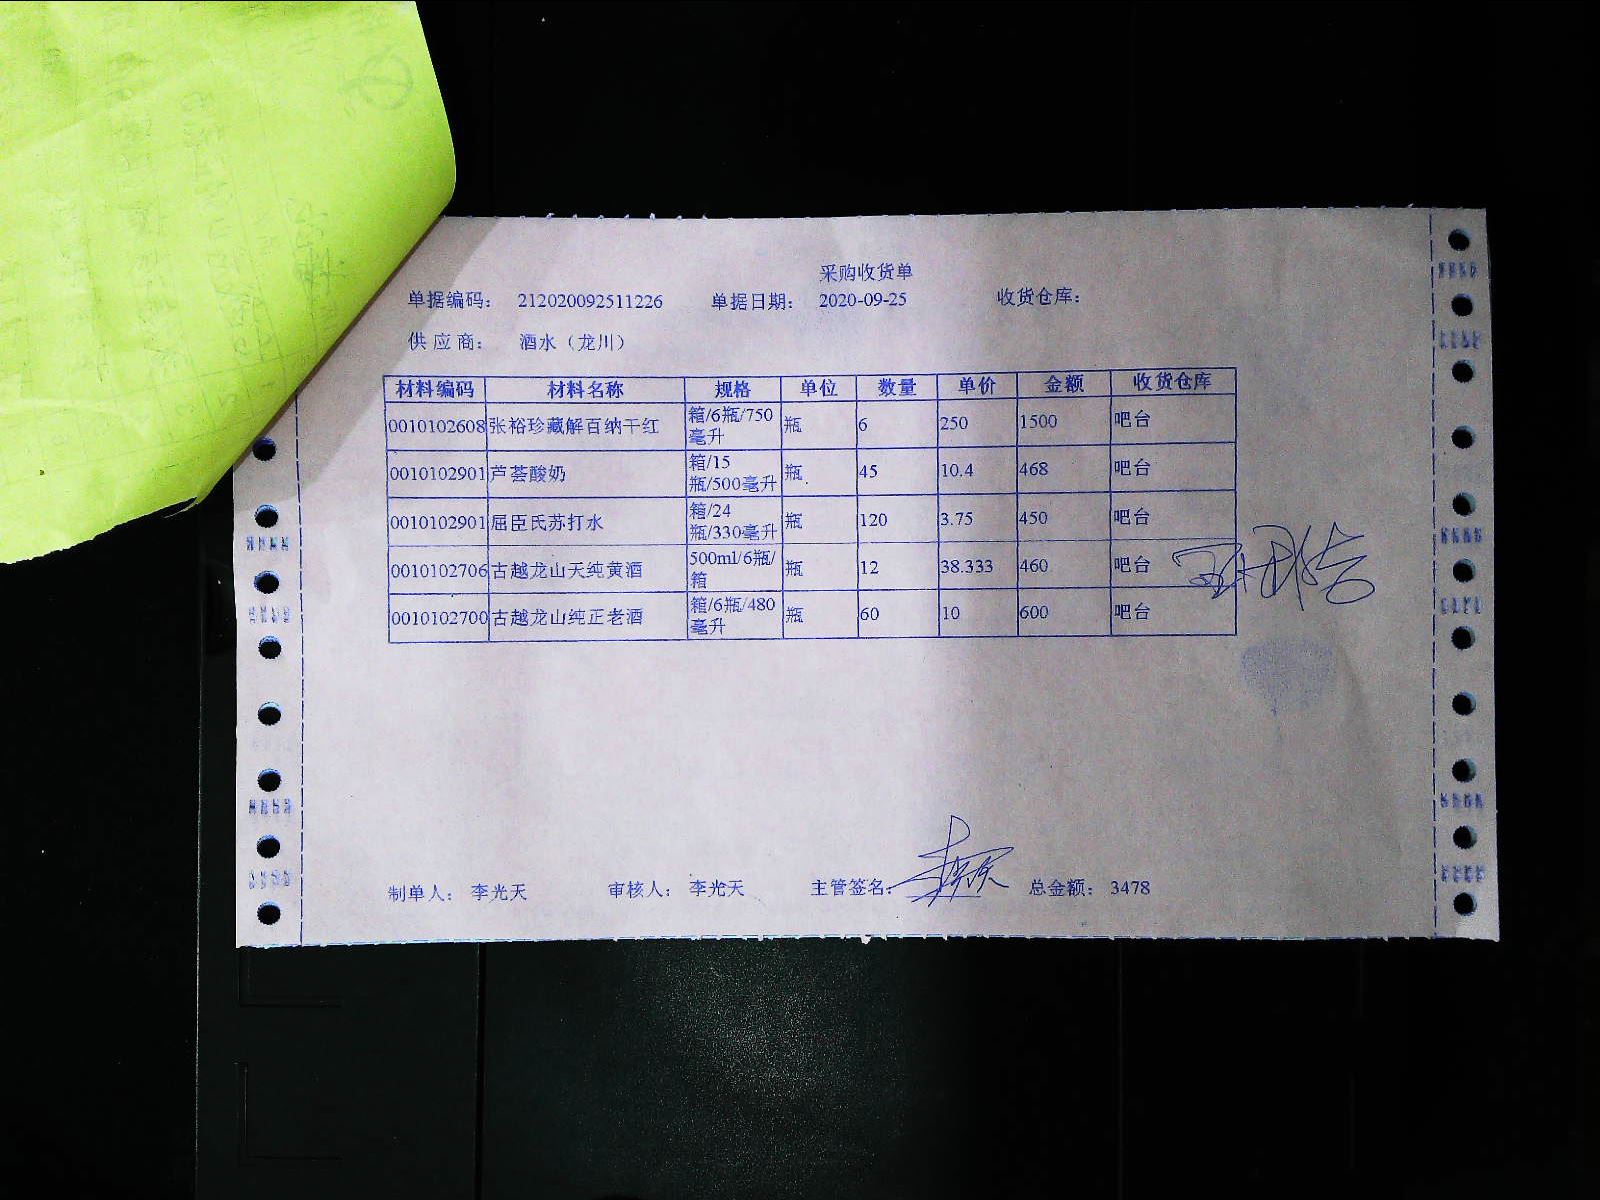 采购收货单
单据编码： 212020092511226 单据日期： 2020-09-25 收货仓库：
供 应 商： 酒水（龙川）
材料编码 材料名称 规格 单位 数量 单价 金额 收货仓库
0010102608 张裕珍藏解百纳干红 箱/6瓶/750毫升 瓶 6 250 1500 吧台
0010102901 芦荟酸奶 箱/15瓶/500毫升 瓶 45 10.4 468 吧台
0010102901 屈臣氏苏打水 箱/24瓶/330毫升 瓶 120 3.75 450 吧台
0010102706 古越龙山天纯黄酒 500ml/6瓶/箱 瓶 12 38.333 460 吧台
0010102700 古越龙山纯正老酒 箱/6瓶/480毫升 瓶 60 10 600 吧台
制单人： 李光天 审核人： 李光天 主管签名： 总金额： 3478